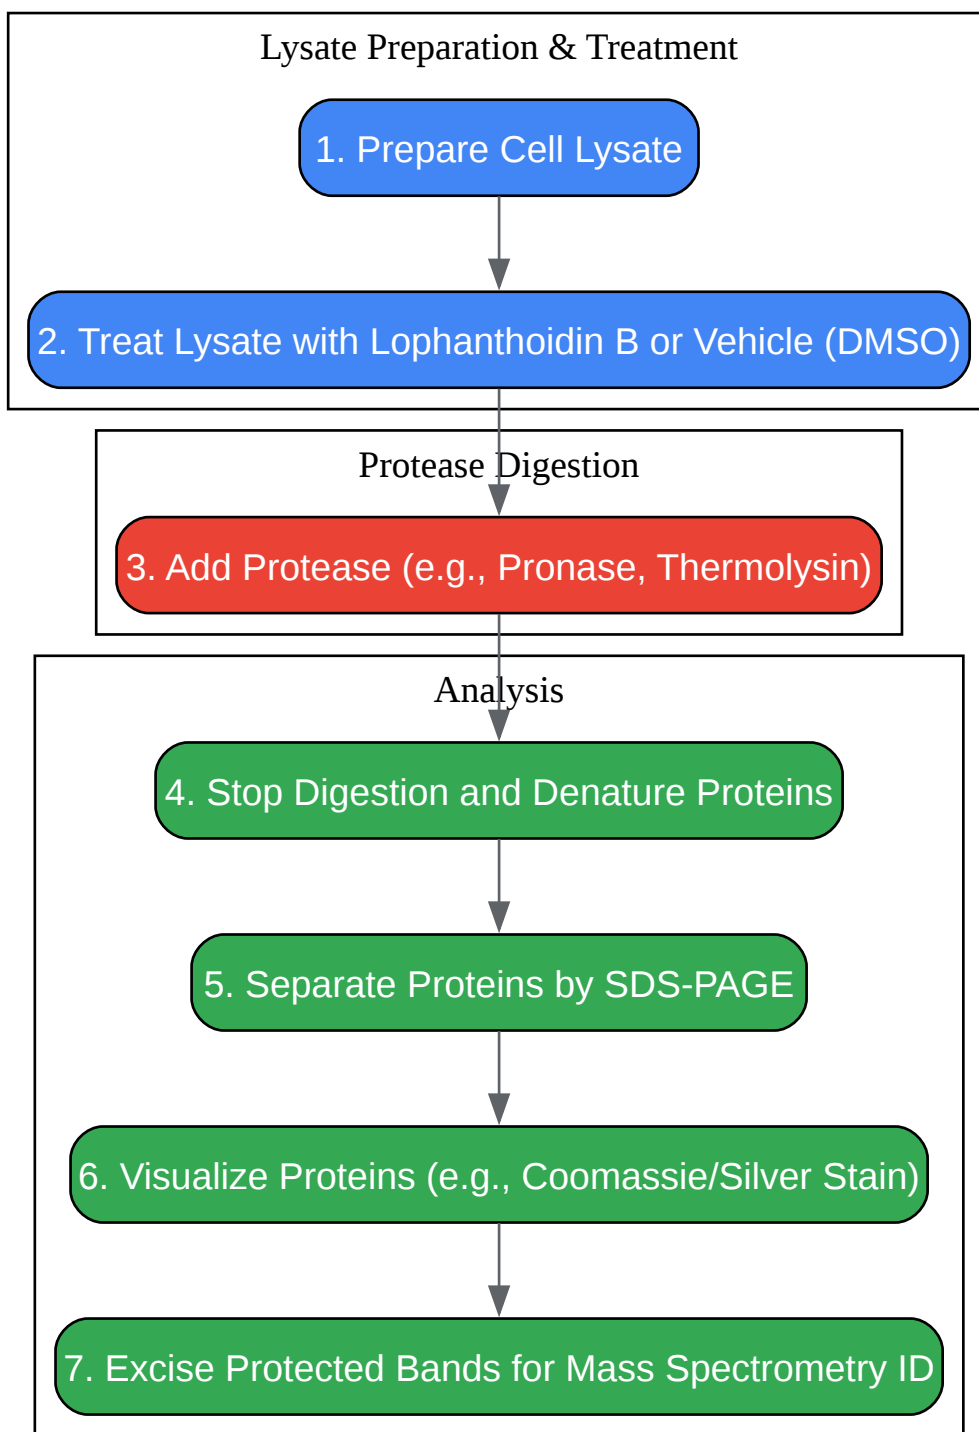 Lysate Preparation & Treatment
1. Prepare Cell Lysate
2. Treat Lysate with Lophanthoidin B or Vehicle (DMSO)
Protease Digestion
3. Add Protease (e.g., Pronase, Thermolysin)
Analysis
4. Stop Digestion and Denature Proteins
5. Separate Proteins by SDS-PAGE
6. Visualize Proteins (e.g., Coomassie/Silver Stain)
7. Excise Protected Bands for Mass Spectrometry ID